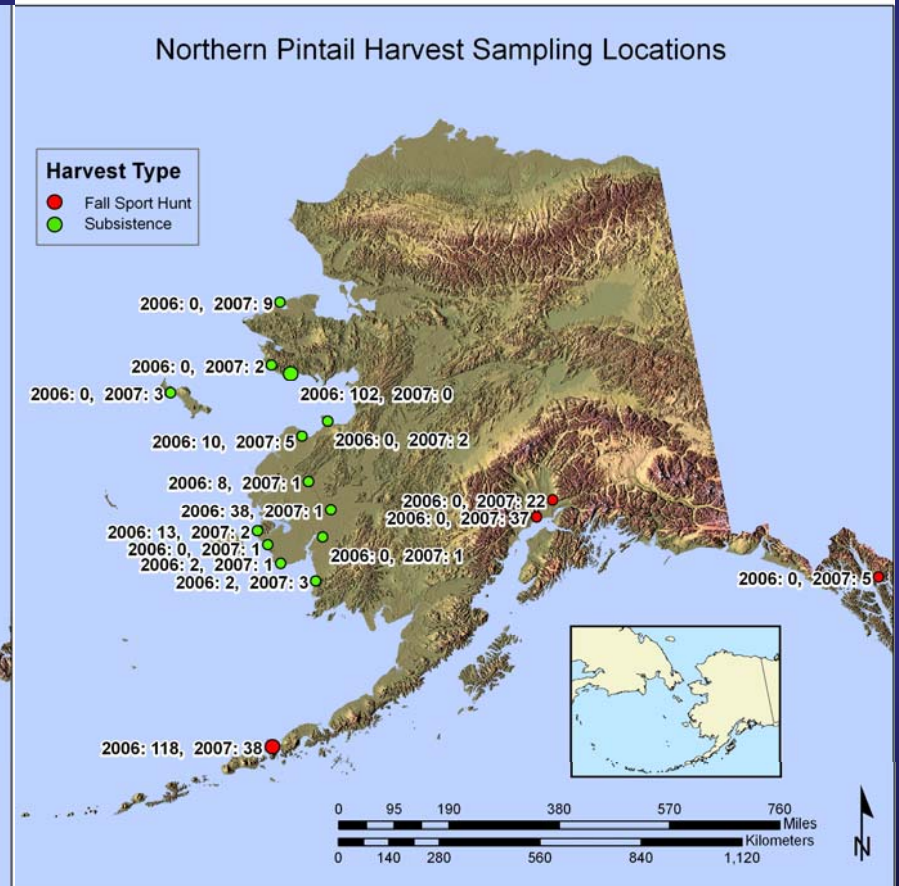 Northern Pintail Harvest Sampling Locations
Harvest Type
Fall Sport Hunt
Subsistence
2006: 0, 2007: 9
2006: 0, 2007: 2
2006: 0, 2007: 3
2006: 102, 2007: 0
2006: 10, 2007: 5
2006: 0, 2007: 2
2006: 8, 2007: 1
2006: 0, 2007: 22
2006: 38, 2007: 1
2006: 0, 2007: 37
2006: 13, 2007: 2
2006: 0, 2007: 1
2006: 0, 2007: 1
2006: 2, 2007: 1
2006: 2, 2007: 3
2006: 0, 2007: 5
2006: 118, 2007: 38
0 95 190 380 570 760
Miles
Kilometers
0 140 280 560 840 1,120
N